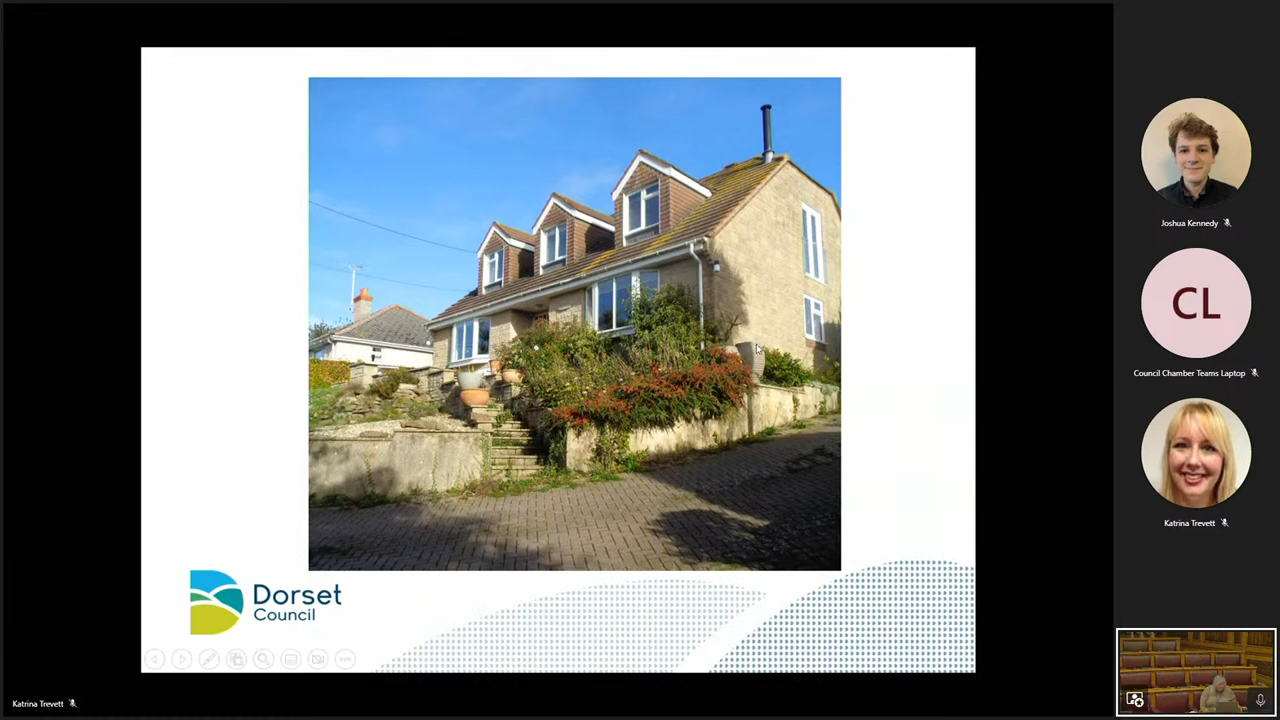 Dorset
Council
Joshua Kennedy
CL
Council Chamber Teams Laptop
Katrina Trevett
Katrina Trevett